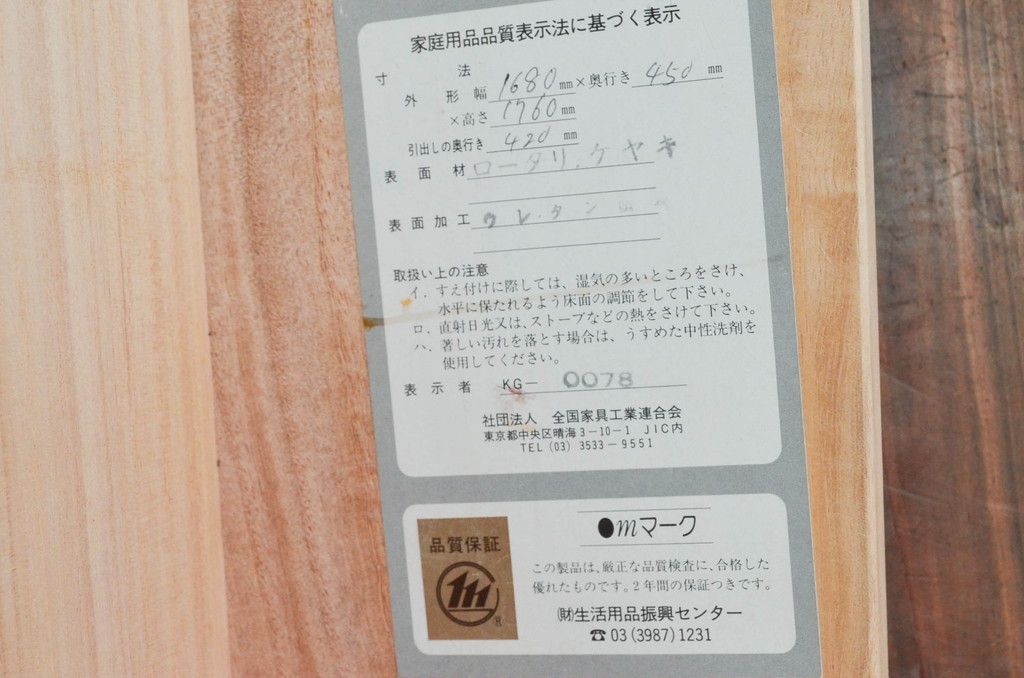 家庭用品品質表示法に基づく表示
寸法
外形幅 1680 mm×奥行き 450 mm
×高さ 1760 mm
引出しの奥行き 420 mm
表面材 ロータリ.ケヤキ
表面加工 ウレ.タン
取扱い上の注意
イ．すえ付けに際しては、湿気の多いところをさけ、
水平に保たれるよう床面の調節をして下さい。
ロ．直射日光又は、ストーブなどの熱をさけて下さい。
ハ．著しい汚れを落とす場合は、うすめた中性洗剤を
使用してください。
表示者 KG－ 0078
社団法人 全国家具工業連合会
東京都中央区晴海3－10－1 JIC内
TEL (03) 3533－9551
品質保証
●mマーク
この製品は、厳正な品質検査に、合格した
優れたものです。2年間の保証つきです。
㈶生活用品振興センター
☎03(3987)1231